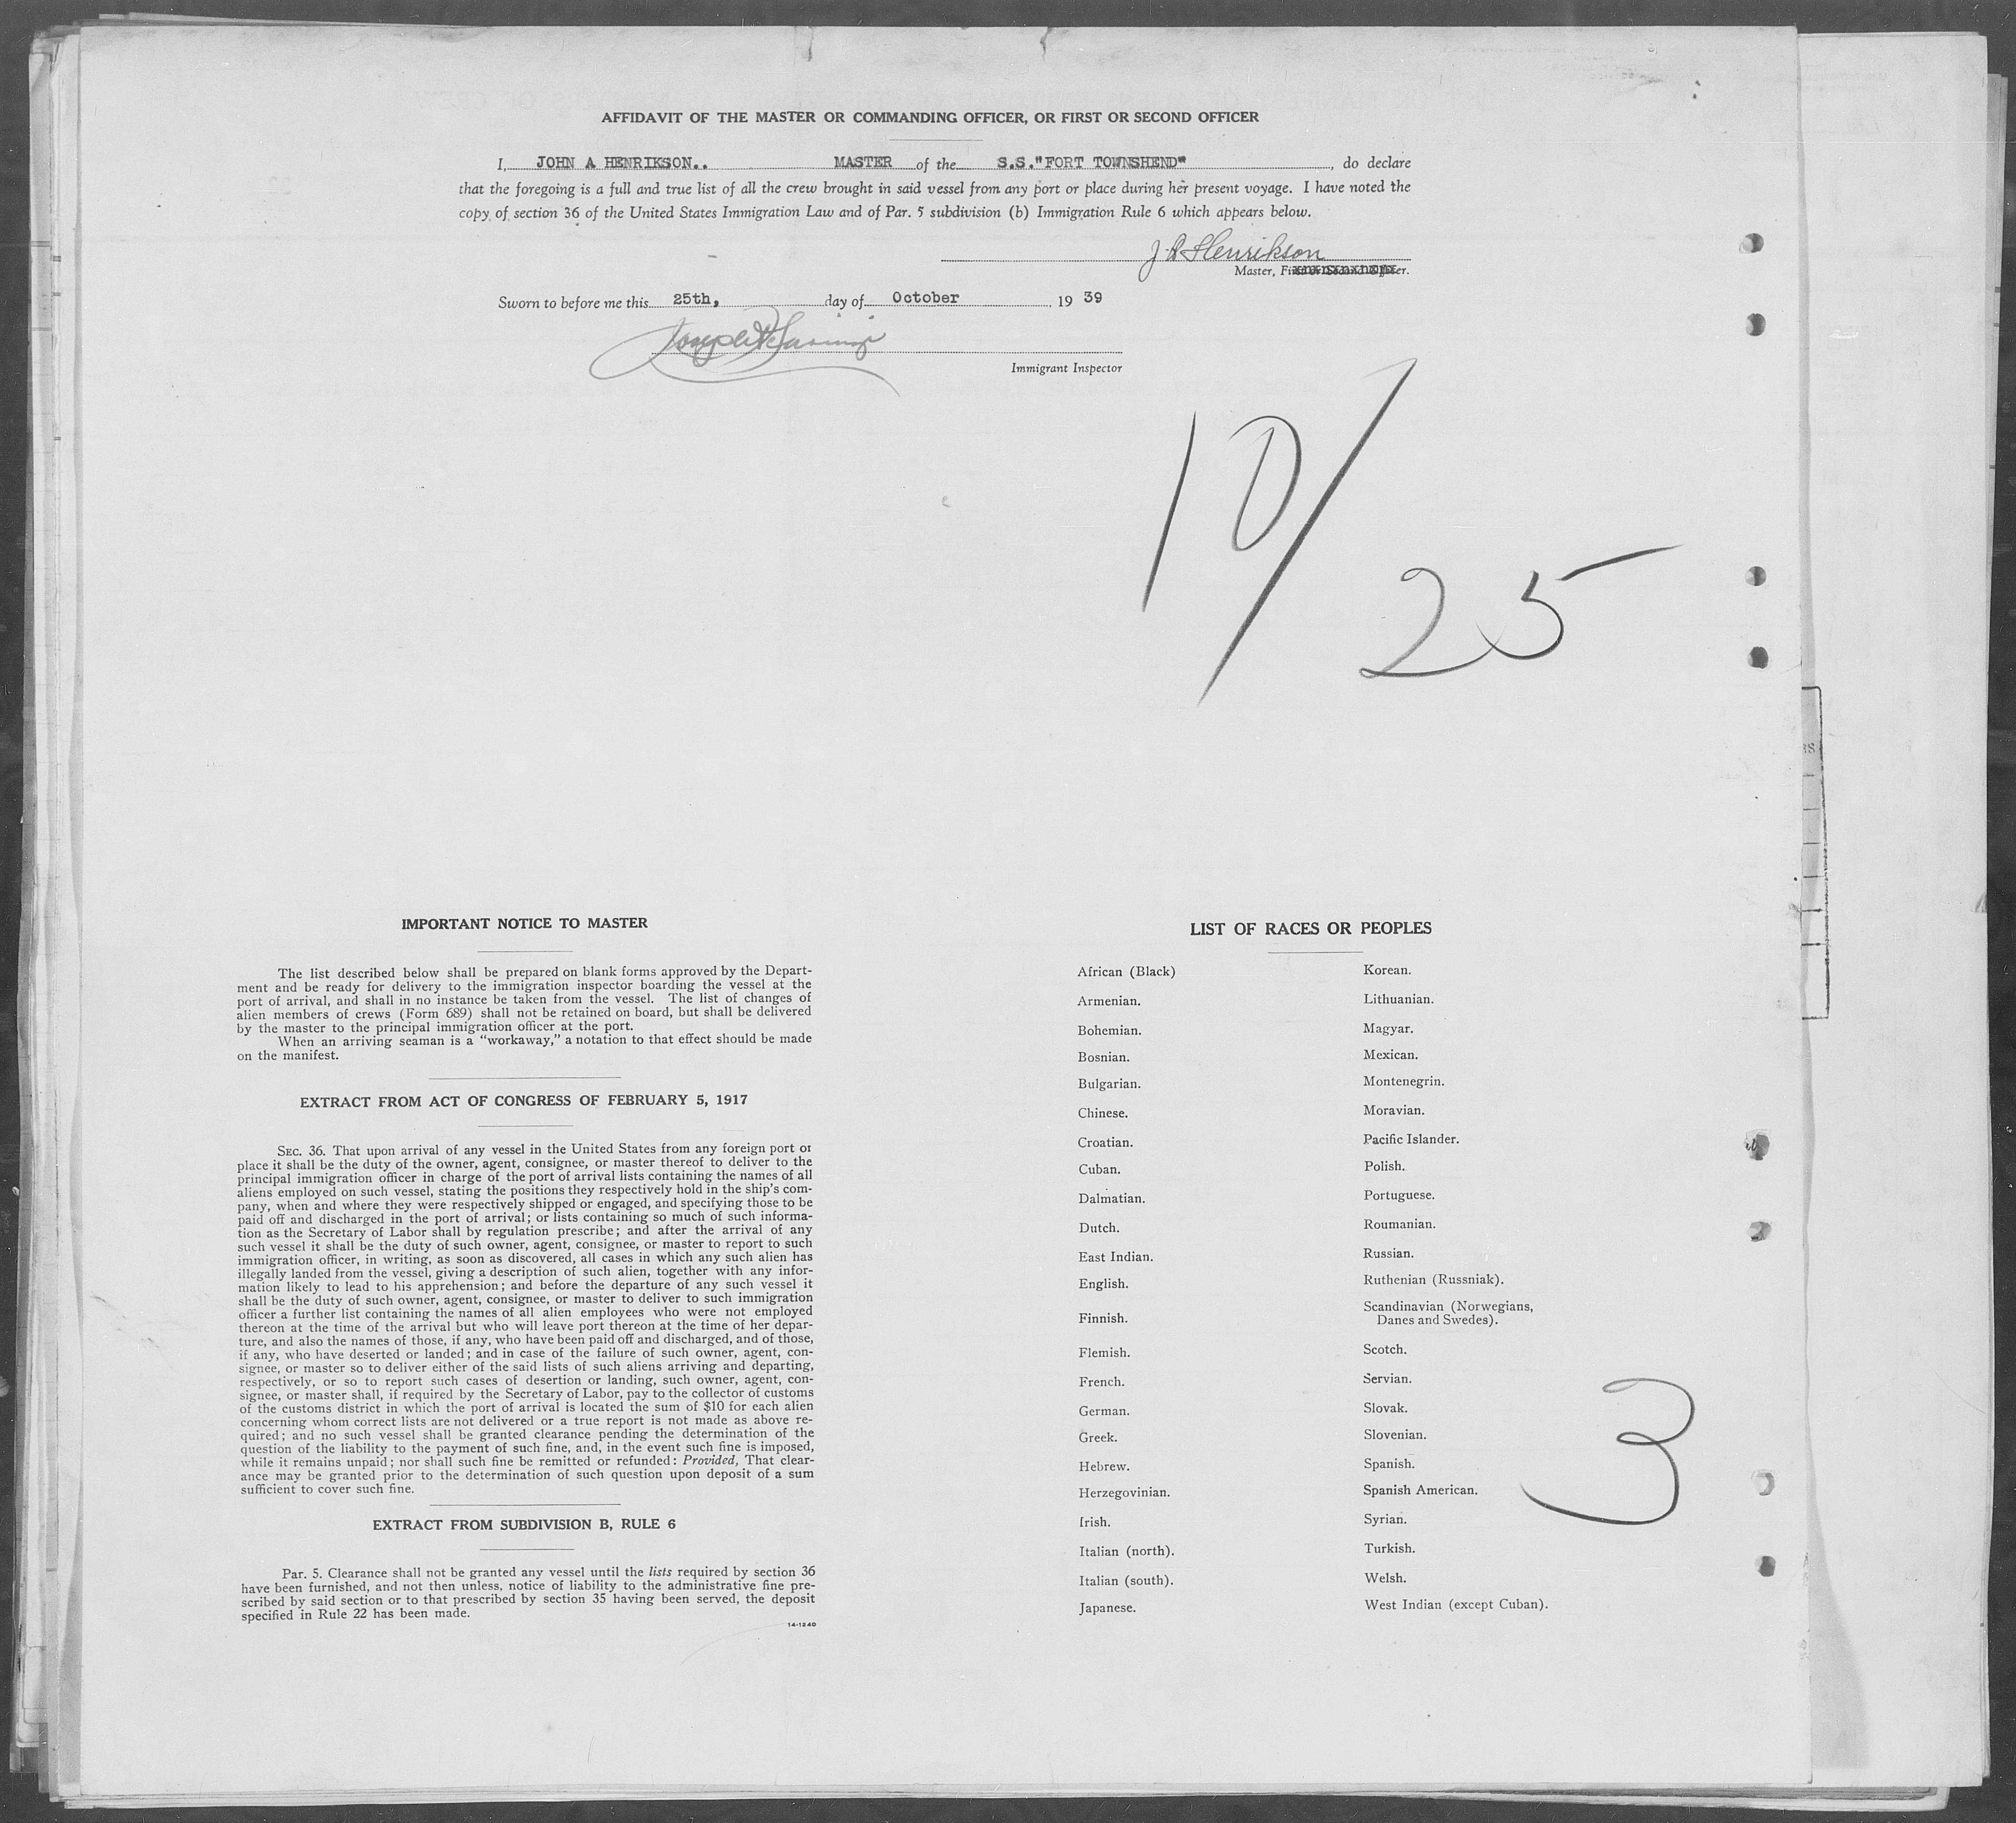 AFFIDAVIT OF THE MASTER OR COMMANDING OFFICER, OR FIRST OR SECOND OFFICER
I, JOHN A HENRIKSON.. MASTER of the S.S."FORT TOWNSHEND" , do declare
that the foregoing is a full and true list of all the crew brought in said vessel from any port or place during her present voyage. I have noted the
copy of section 36 of the United States Immigration Law and of Par. 5 subdivision (b) Immigration Rule 6 which appears below.
J A Henrikson
Master, First or Second Officer.
Sworn to before me this 25th, day of October 19 39
Joseph
Immigrant Inspector
10/25
IMPORTANT NOTICE TO MASTER
The list described below shall be prepared on blank forms approved by the Depart-
ment and be ready for delivery to the immigration inspector boarding the vessel at the
port of arrival, and shall in no instance be taken from the vessel. The list of changes of
alien members of crews (Form 689) shall not be retained on board, but shall be delivered
by the master to the principal immigration officer at the port.
When an arriving seaman is a "workaway," a notation to that effect should be made
on the manifest.
EXTRACT FROM ACT OF CONGRESS OF FEBRUARY 5, 1917
SEC. 36. That upon arrival of any vessel in the United States from any foreign port or
place it shall be the duty of the owner, agent, consignee, or master thereof to deliver to the
principal immigration officer in charge of the port of arrival lists containing the names of all
aliens employed on such vessel, stating the positions they respectively hold in the ship's com-
pany, when and where they were respectively shipped or engaged, and specifying those to be
paid off and discharged in the port of arrival; or lists containing so much of such informa-
tion as the Secretary of Labor shall by regulation prescribe; and after the arrival of any
such vessel it shall be the duty of such owner, agent, consignee, or master to report to such
immigration officer, in writing, as soon as discovered, all cases in which any such alien has
illegally landed from the vessel, giving a description of such alien, together with any infor-
mation likely to lead to his apprehension; and before the departure of any such vessel it
shall be the duty of such owner, agent, consignee, or master to deliver to such immigration
officer a further list containing the names of all alien employees who were not employed
thereon at the time of the arrival but who will leave port thereon at the time of her depar-
ture, and also the names of those, if any, who have been paid off and discharged, and of those,
if any, who have deserted or landed; and in case of the failure of such owner, agent, con-
signee, or master so to deliver either of the said lists of such aliens arriving and departing,
respectively, or so to report such cases of desertion or landing, such owner, agent, con-
signee, or master shall, if required by the Secretary of Labor, pay to the collector of customs
of the customs district in which the port of arrival is located the sum of $10 for each alien
concerning whom correct lists are not delivered or a true report is not made as above re-
quired; and no such vessel shall be granted clearance pending the determination of the
question of the liability to the payment of such fine, and, in the event such fine is imposed,
while it remains unpaid; nor shall such fine be remitted or refunded: Provided, That clear-
ance may be granted prior to the determination of such question upon deposit of a sum
sufficient to cover such fine.
EXTRACT FROM SUBDIVISION B, RULE 6
Par. 5. Clearance shall not be granted any vessel until the lists required by section 36
have been furnished, and not then unless, notice of liability to the administrative fine pre-
scribed by said section or to that prescribed by section 35 having been served, the deposit
specified in Rule 22 has been made.
14-1240
LIST OF RACES OR PEOPLES
African (Black)
Armenian.
Bohemian.
Bosnian.
Bulgarian.
Chinese.
Croatian.
Cuban.
Dalmatian.
Dutch.
East Indian.
English.
Finnish.
Flemish.
French.
German.
Greek.
Hebrew.
Herzegovinian.
Irish.
Italian (north).
Italian (south).
Japanese.
Korean.
Lithuanian.
Magyar.
Mexican.
Montenegrin.
Moravian.
Pacific Islander.
Polish.
Portuguese.
Roumanian.
Russian.
Ruthenian (Russniak).
Scandinavian (Norwegians,
Danes and Swedes).
Scotch.
Servian.
Slovak.
Slovenian.
Spanish.
Spanish American.
Syrian.
Turkish.
Welsh.
West Indian (except Cuban).
3